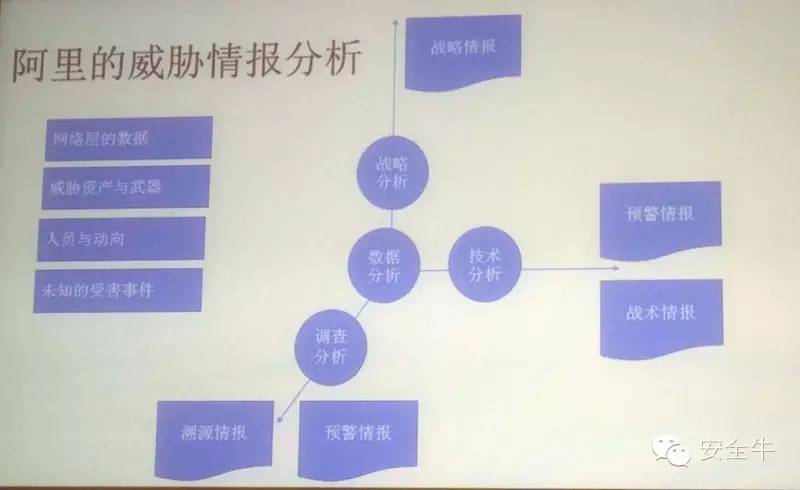 阿里的威胁情报分析
战略情报
网络层的数据
威胁资产与武器
人员与动向
未知的受害事件
战略
分析
数据
分析
技术
分析
调查
分析
预警情报
战术情报
溯源情报
预警情报
安全牛